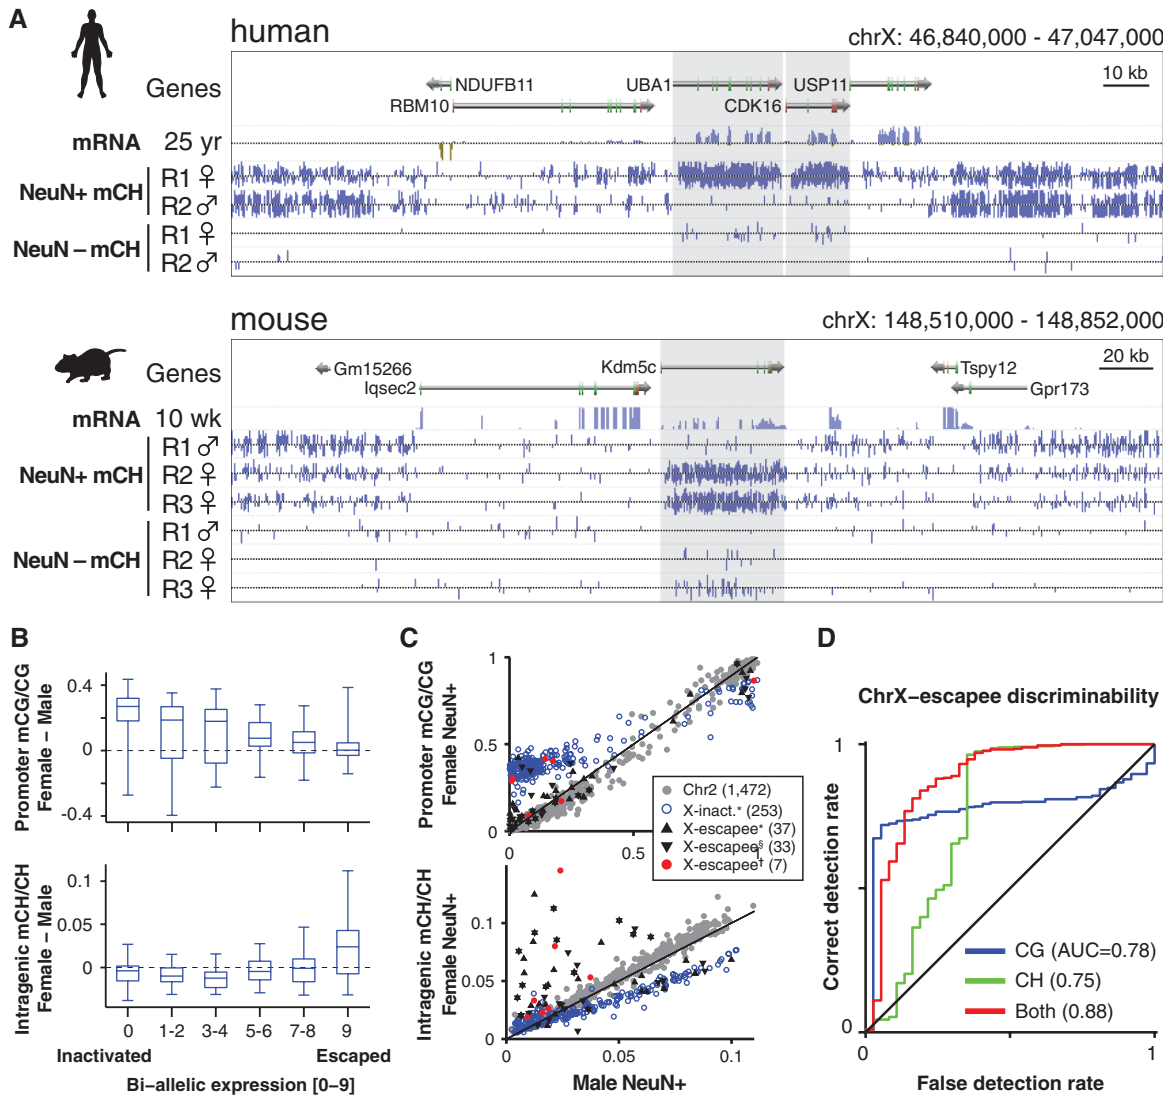 A
human
chrX: 46,840,000 - 47,047,000
10 kb
Genes
NDUFB11
UBA1
USP11
RBM10
CDK16
mRNA 25 yr
NeuN+ mCH
R1 ♀
R2 ♂
NeuN – mCH
R1 ♀
R2 ♂
mouse
chrX: 148,510,000 - 148,852,000
20 kb
Genes
Gm15266
Kdm5c
Tspy12
Iqsec2
Gpr173
mRNA 10 wk
NeuN+ mCH
R1 ♂
R2 ♀
R3 ♀
NeuN – mCH
R1 ♂
R2 ♀
R3 ♀
B
Promoter mCG/CG
Female – Male
0.4
0
-0.4
Intragenic mCH/CH
Female – Male
0.1
0.05
0
0 1-2 3-4 5-6 7-8 9
Inactivated Escaped
Bi–allelic expression [0–9]
C
Promoter mCG/CG
Female NeuN+
1
0.5
0
0 0.5 1
Chr2 (1,472)
X-inact.* (253)
X-escapee* (37)
X-escapee§ (33)
X-escapee† (7)
Intragenic mCH/CH
Female NeuN+
0.1
0.05
0
0 0.05 0.1
Male NeuN+
D
ChrX–escapee discriminability
Correct detection rate
1
0
CG (AUC=0.78)
CH (0.75)
Both (0.88)
0 1
False detection rate